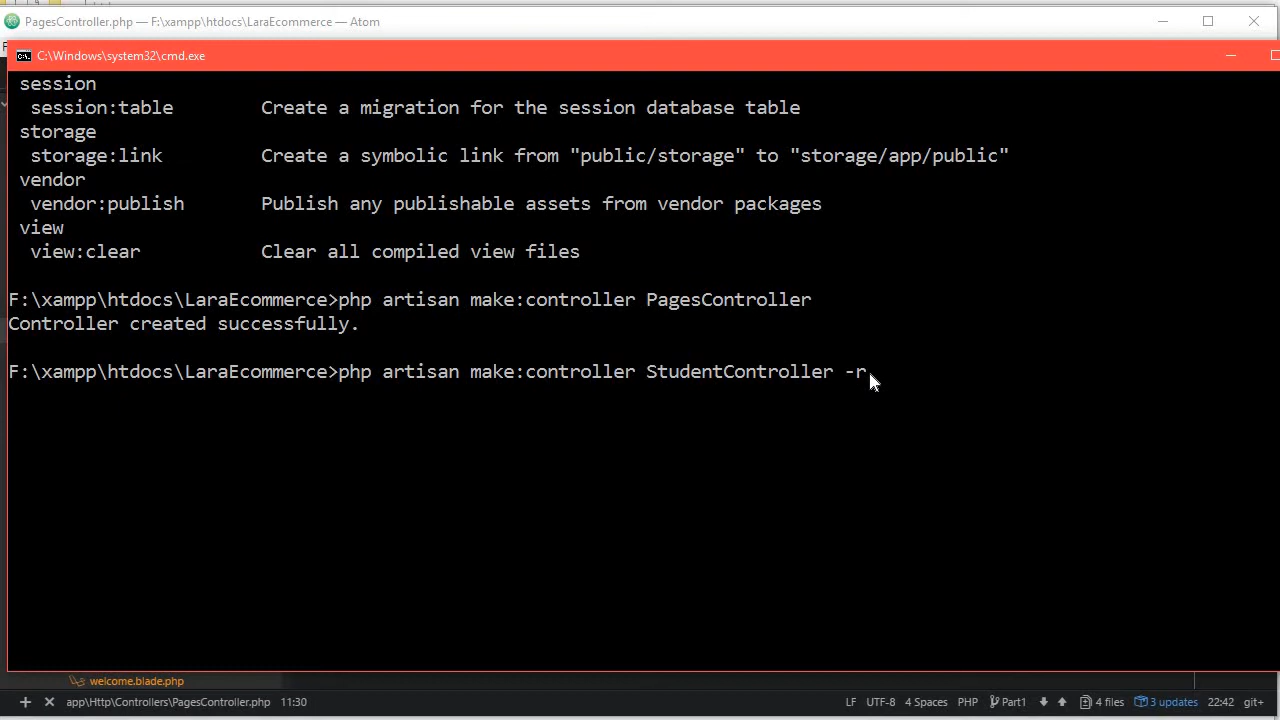 PagesController.php — F:\xampp\htdocs\LaraEcommerce — Atom
C:\Windows\system32\cmd.exe
session
session:table Create a migration for the session database table
storage
storage:link Create a symbolic link from "public/storage" to "storage/app/public"
vendor
vendor:publish Publish any publishable assets from vendor packages
view
view:clear Clear all compiled view files
F:\xampp\htdocs\LaraEcommerce>php artisan make:controller PagesController
Controller created successfully.
F:\xampp\htdocs\LaraEcommerce>php artisan make:controller StudentController -r
welcome.blade.php
app\Http\Controllers\PagesController.php 11:30 LF UTF-8 4 Spaces PHP Part1 4 files 3 updates 22:42 git+